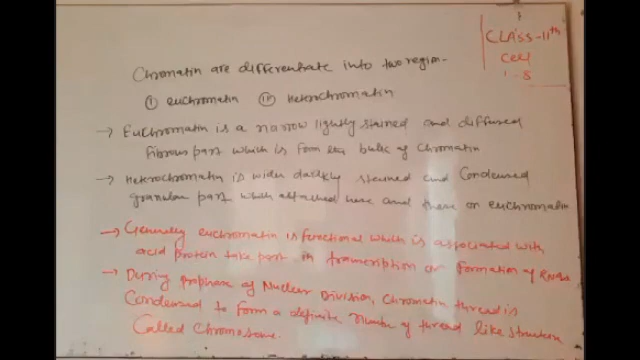 CLASS-11th
Cell
1-8
Chromatin are differentiate into two region-
(i) euchromatin (ii) Heterochromatin
→ Euchromatin is a narrow lightly stained and diffused
fibrous part which is form the bulk of chromatin
→ Heterochromatin is wider darkly stained and Condensed
granular part which attached here and there on euchromatin
→ Generally euchromatin is functional which is associated with
acid protein take part in transcription or formation of RNAs
→ During prophase of Nuclear Division, Chromatin thread is
Condensed to form a definite number of thread like structure
Called Chromosome.